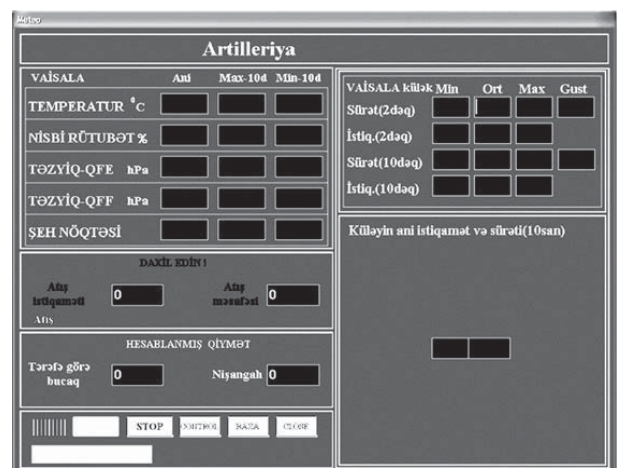 Meteo
Artilleriya
VAİSALA Ani Max-10d Min-10d
TEMPERATUR °C
NİSBİ RÜTUBƏT %
TƏZYİQ-QFE hPa
TƏZYİQ-QFF hPa
ŞEH NÖQTƏSİ
DAXİL EDİN !
Atış istiqaməti 0
Atış məsafəsi 0
Atış
HESABLANMIŞ QİYMƏT
Tərəfə görə bucaq 0
Nişangah 0
STOP CONTROL BAZA CLOSE
VAİSALA külək Min Ort Max Gust
Sürət(2dəq)
İstiq.(2dəq)
Sürət(10dəq)
İstiq.(10dəq)
Küləyin ani istiqamət və sürəti(10san)